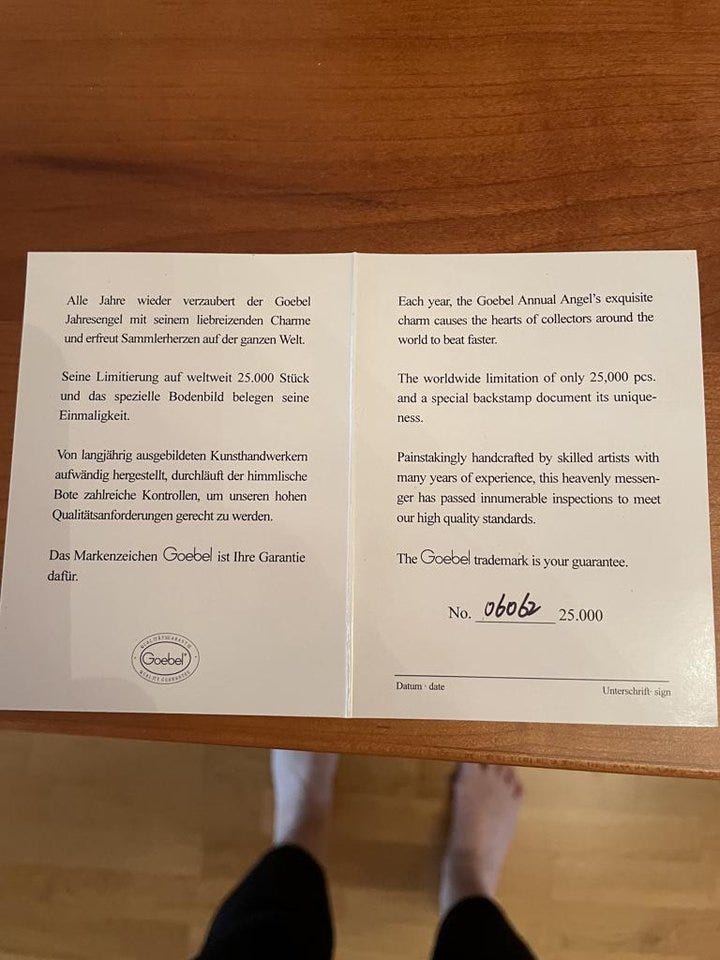 Alle Jahre wieder verzaubert der Goebel
Jahresengel mit seinem liebreizenden Charme
und erfreut Sammlerherzen auf der ganzen Welt.
Seine Limitierung auf weltweit 25.000 Stück
und das spezielle Bodenbild belegen seine
Einmaligkeit.
Von langjährig ausgebildeten Kunsthandwerkern
aufwändig hergestellt, durchläuft der himmlische
Bote zahlreiche Kontrollen, um unseren hohen
Qualitätsanforderungen gerecht zu werden.
Das Markenzeichen Goebel ist Ihre Garantie
dafür.
QUALITÄTSGARANTIE
Goebel
QUALITY GUARANTEE
Each year, the Goebel Annual Angel's exquisite
charm causes the hearts of collectors around the
world to beat faster.
The worldwide limitation of only 25,000 pcs.
and a special backstamp document its unique-
ness.
Painstakingly handcrafted by skilled artists with
many years of experience, this heavenly messen-
ger has passed innumerable inspections to meet
our high quality standards.
The Goebel trademark is your guarantee.
No. 06062 25.000
Datum · date Unterschrift · sign